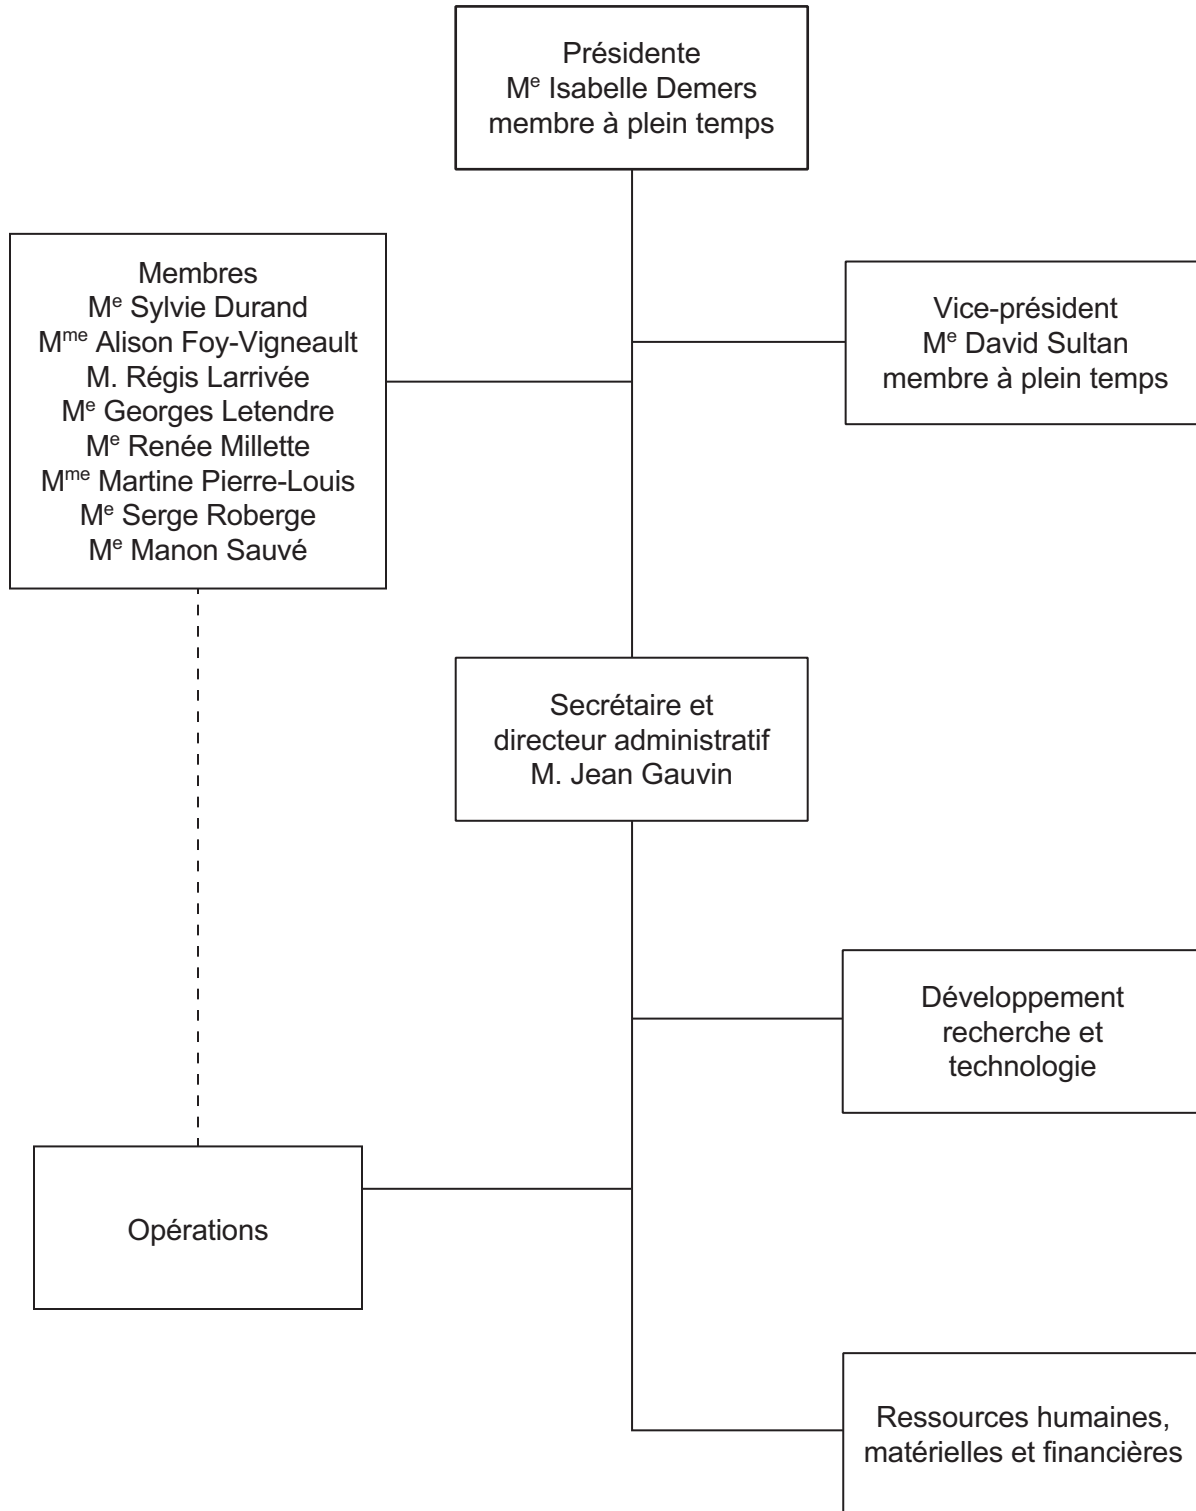 Présidente
Mᵉ Isabelle Demers
membre à plein temps
Membres
Mᵉ Sylvie Durand
Mᵐᵉ Alison Foy-Vigneault
M. Régis Larrivée
Mᵉ Georges Letendre
Mᵉ Renée Millette
Mᵐᵉ Martine Pierre-Louis
Mᵉ Serge Roberge
Mᵉ Manon Sauvé
Vice-président
Mᵉ David Sultan
membre à plein temps
Secrétaire et
directeur administratif
M. Jean Gauvin
Développement
recherche et
technologie
Opérations
Ressources humaines,
matérielles et financières